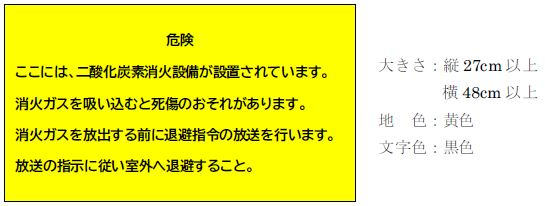 危険
ここには、二酸化炭素消火設備が設置されています。
消火ガスを吸い込むと死傷のおそれがあります。
消火ガスを放出する前に退避指令の放送を行います。
放送の指示に従い室外へ退避すること。
大きさ：縦 27cm 以上
横 48cm 以上
地　色：黄色
文字色：黒色